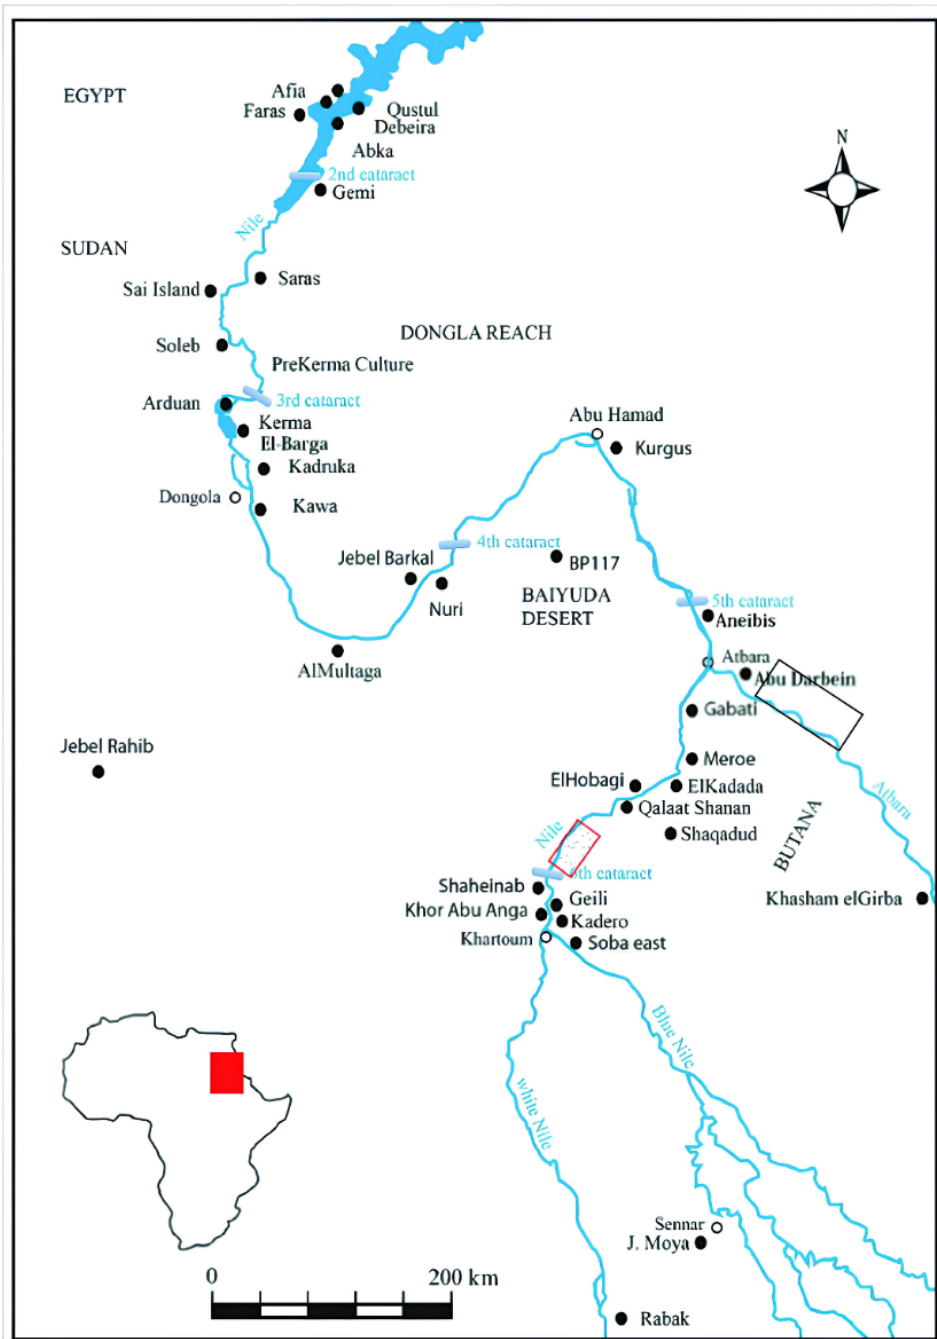 EGYPT
Afia
Faras
Qustul
Debeira
Abka
2nd cataract
Gemi
N
Nile
SUDAN
Saras
Sai Island
DONGLA REACH
Soleb
PreKerma Culture
Arduan
3rd cataract
Kerma
El-Barga
Abu Hamad
Kurgus
Kadruka
Dongola
Kawa
4th cataract
Jebel Barkal
BP117
Nuri
BAIYUDA
DESERT
5th cataract
Aneibis
AlMultaga
Atbara
Abu Darbein
Gabati
Jebel Rahib
Meroe
ElHobagi
ElKadada
Atbara
Qalaat Shanan
Nile
Shaqadud
BUTANA
6th cataract
Shaheinab
Geili
Khasham elGirba
Khor Abu Anga
Kadero
Khartoum
Soba east
Blue Nile
white Nile
Sennar
J. Moya
0
200 km
Rabak